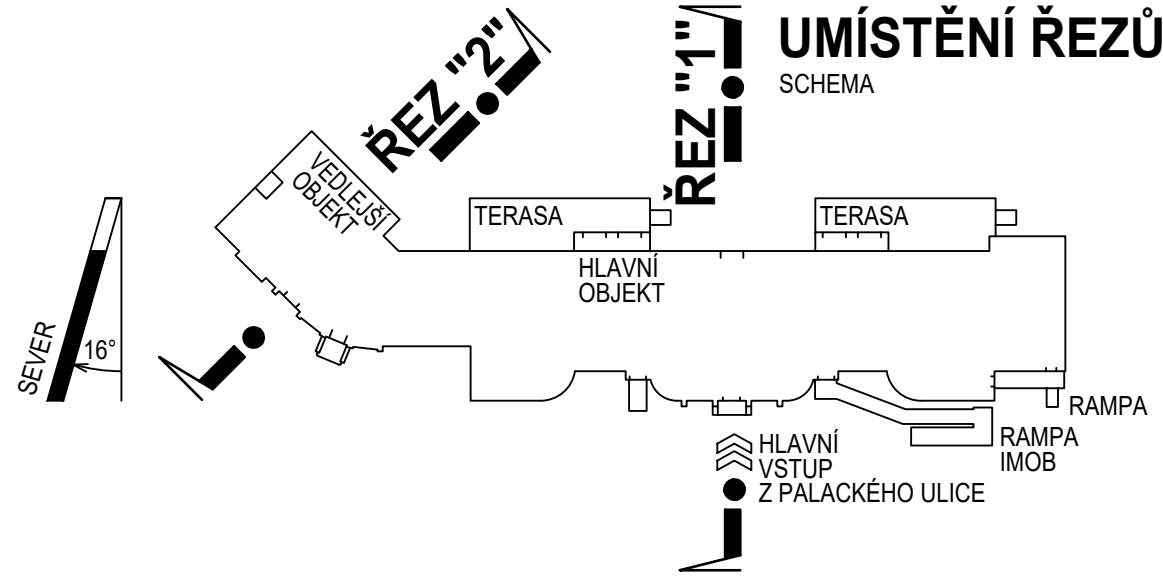 UMÍSTĚNÍ ŘEZŮ
SCHEMA
ŘEZ "2"
ŘEZ "1"
VEDLEJŠÍ
OBJEKT
TERASA
TERASA
HLAVNÍ
OBJEKT
SEVER
16°
RAMPA
RAMPA
IMOB
HLAVNÍ
VSTUP
Z PALACKÉHO ULICE